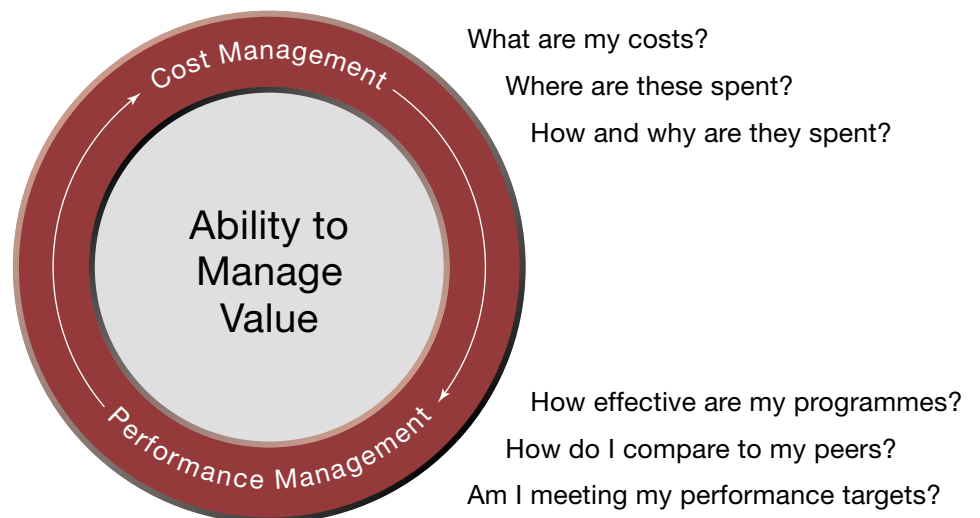 Cost Management
What are my costs?
Where are these spent?
How and why are they spent?
Ability to
Manage
Value
How effective are my programmes?
How do I compare to my peers?
Am I meeting my performance targets?
Performance Management